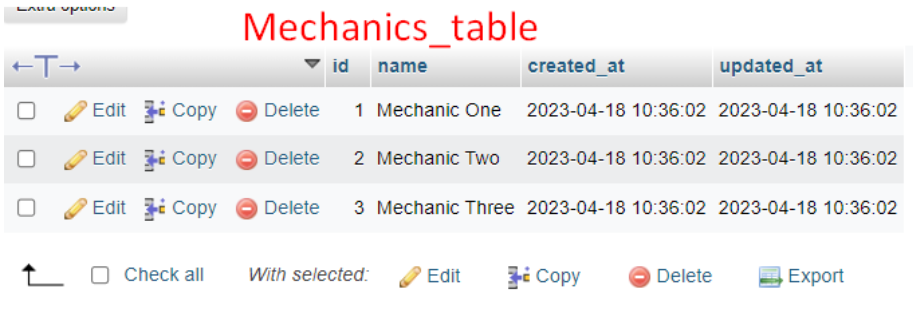 Extra options
Mechanics_table
←T→ id name created_at updated_at
Edit Copy Delete 1 Mechanic One 2023-04-18 10:36:02 2023-04-18 10:36:02
Edit Copy Delete 2 Mechanic Two 2023-04-18 10:36:02 2023-04-18 10:36:02
Edit Copy Delete 3 Mechanic Three 2023-04-18 10:36:02 2023-04-18 10:36:02
Check all With selected: Edit Copy Delete Export